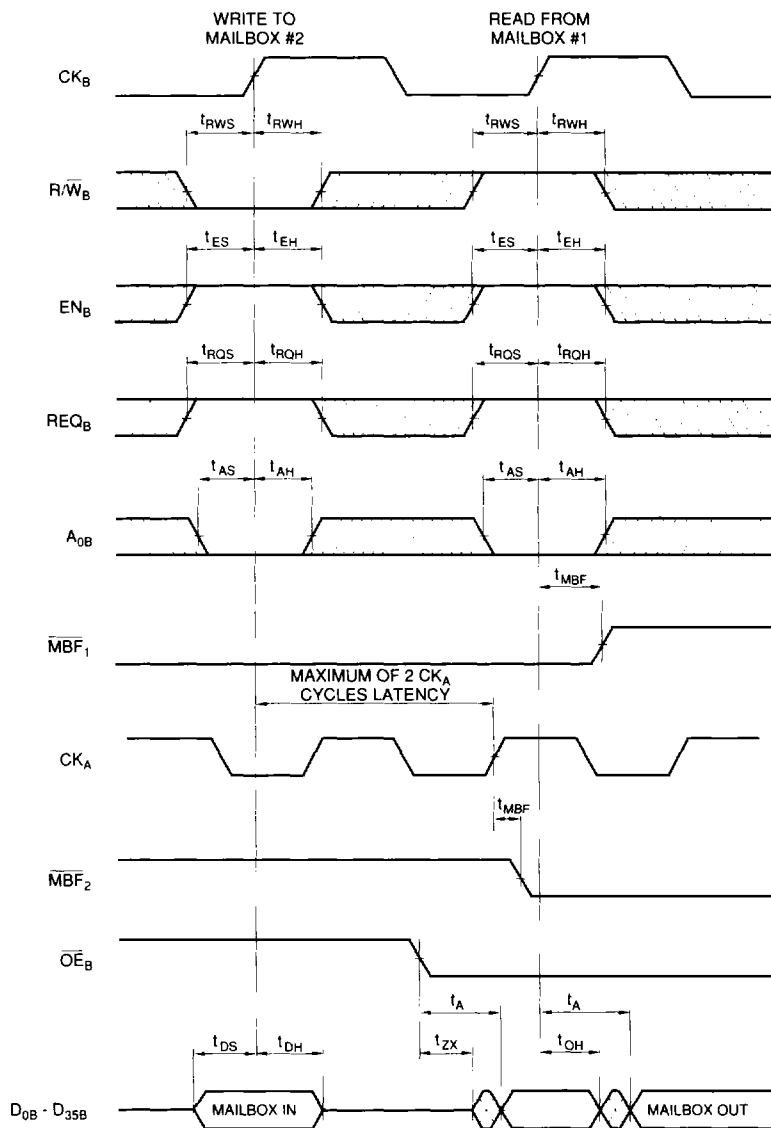 WRITE TO
MAILBOX #2
READ FROM
MAILBOX #1
CK_B
t_RWS t_RWH t_RWS t_RWH
R/W̅_B
t_ES t_EH t_ES t_EH
EN_B
t_RQS t_RQH t_RQS t_RQH
REQ_B
t_AS t_AH t_AS t_AH
A_0B
t_MBF
M̅B̅F̅_1
MAXIMUM OF 2 CK_A
CYCLES LATENCY
CK_A
t_MBF
M̅B̅F̅_2
O̅E̅_B
t_A t_A
t_DS t_DH t_ZX t_OH
D_0B - D_35B MAILBOX IN MAILBOX OUT